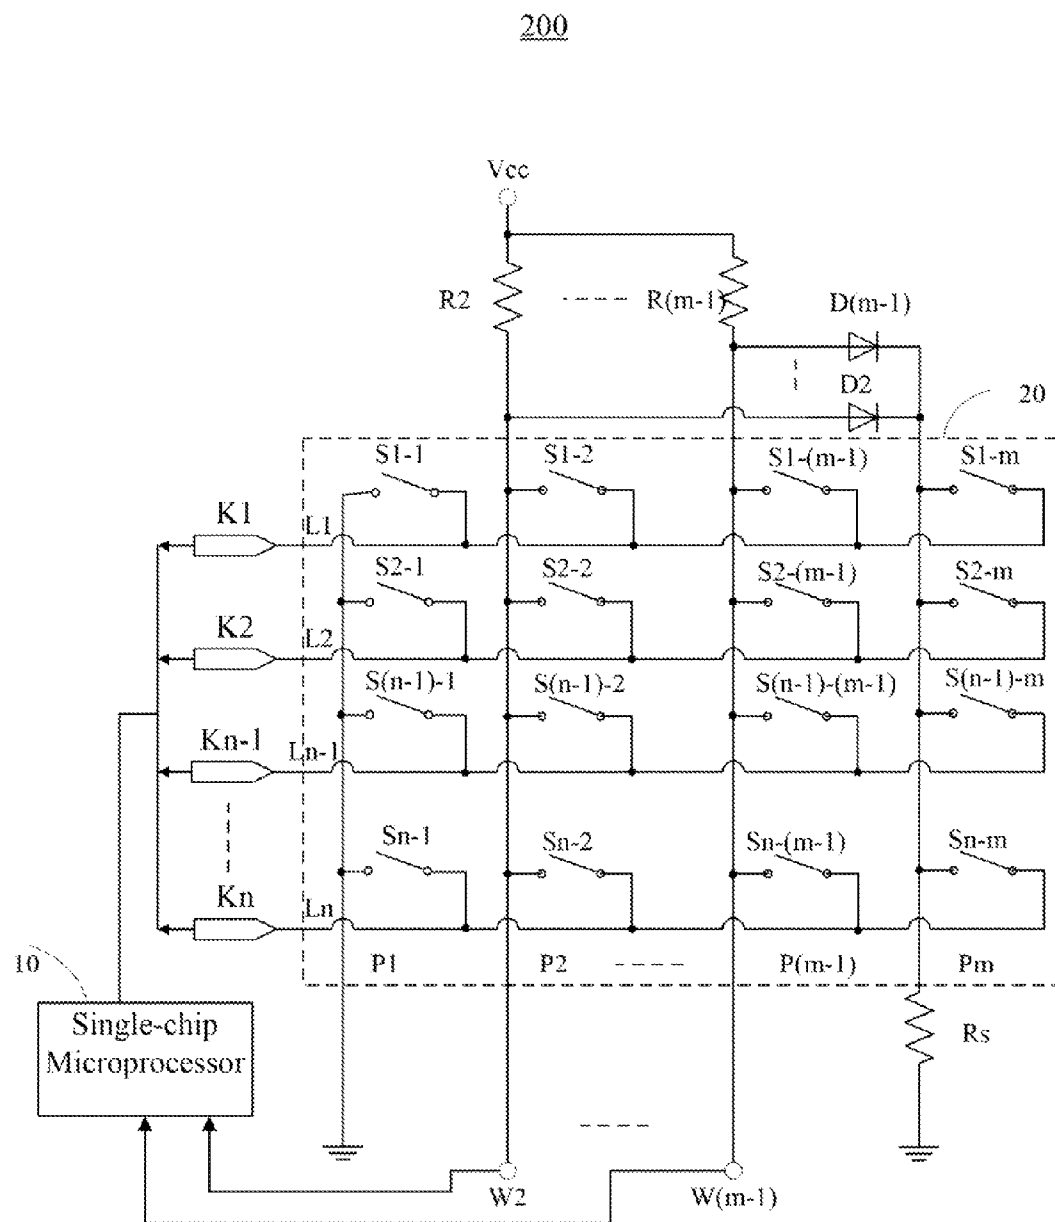 200
Vcc
R2
R(m-1)
D(m-1)
D2
20
S1-1
S1-2
S1-(m-1)
S1-m
K1
L1
S2-1
S2-2
S2-(m-1)
S2-m
K2
L2
S(n-1)-1
S(n-1)-2
S(n-1)-(m-1)
S(n-1)-m
Kn-1
Ln-1
Sn-1
Sn-2
Sn-(m-1)
Sn-m
Kn
Ln
10
P1
P2
P(m-1)
Pm
Single-chip
Microprocessor
Rs
W2
W(m-1)